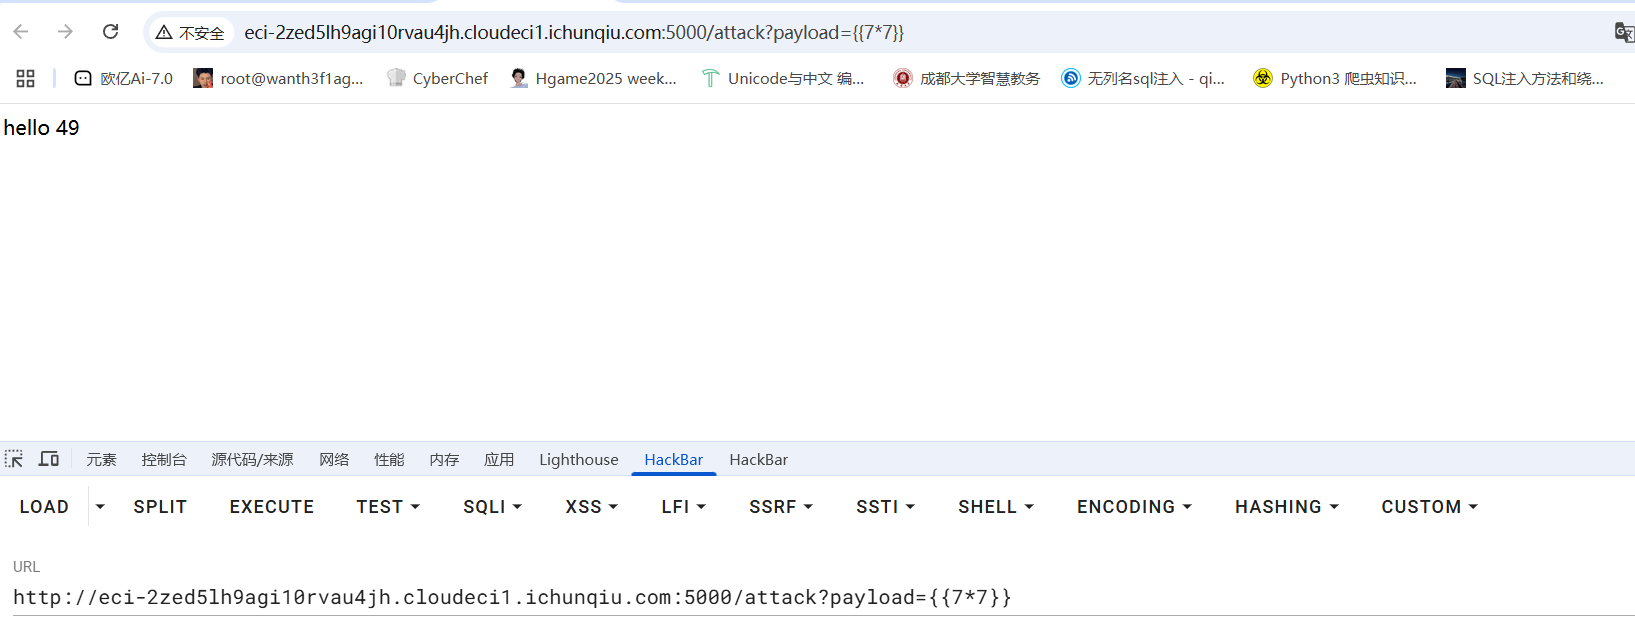 不安全 eci-2zed5lh9agi10rvau4jh.cloudeci1.ichunqiu.com:5000/attack?payload={{7*7}}
欧亿Ai-7.0 root@wanth3f1ag... CyberChef Hgame2025 week... Unicode与中文 编... 成都大学智慧教务 无列名sql注入 - qi... Python3 爬虫知识... SQL注入方法和绕...
hello 49
元素 控制台 源代码/来源 网络 性能 内存 应用 Lighthouse HackBar HackBar
LOAD SPLIT EXECUTE TEST SQLI XSS LFI SSRF SSTI SHELL ENCODING HASHING CUSTOM
URL
http://eci-2zed5lh9agi10rvau4jh.cloudeci1.ichunqiu.com:5000/attack?payload={{7*7}}